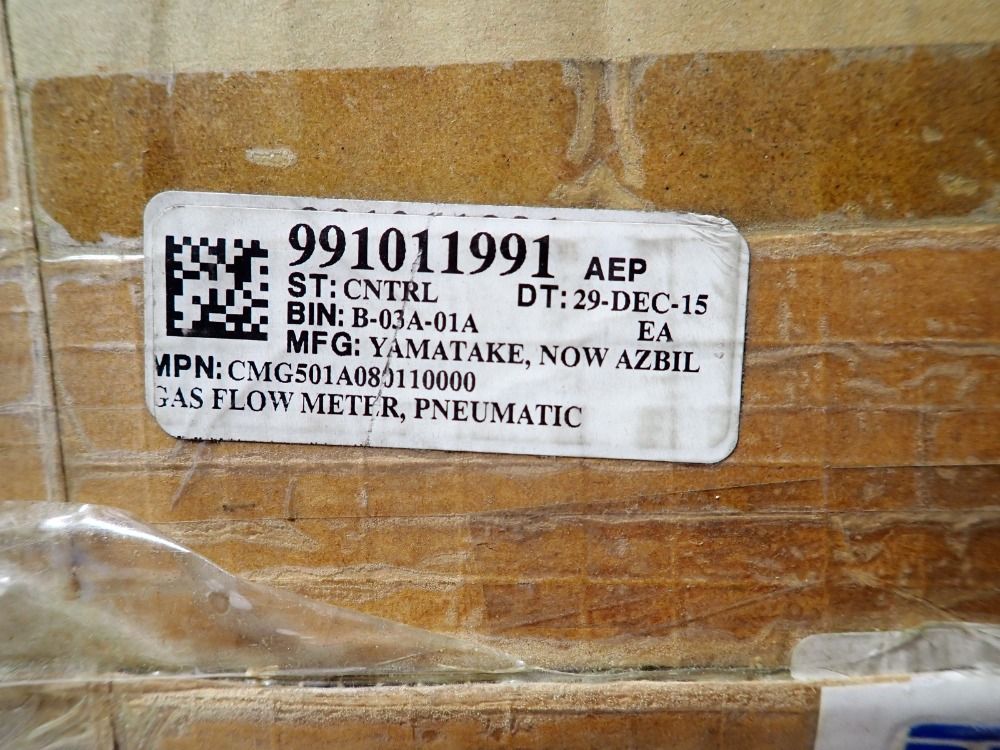 991011991 AEP
ST: CNTRL DT: 29-DEC-15
BIN: B-03A-01A EA
MFG: YAMATAKE, NOW AZBIL
MPN: CMG501A080110000
GAS FLOW METER, PNEUMATIC